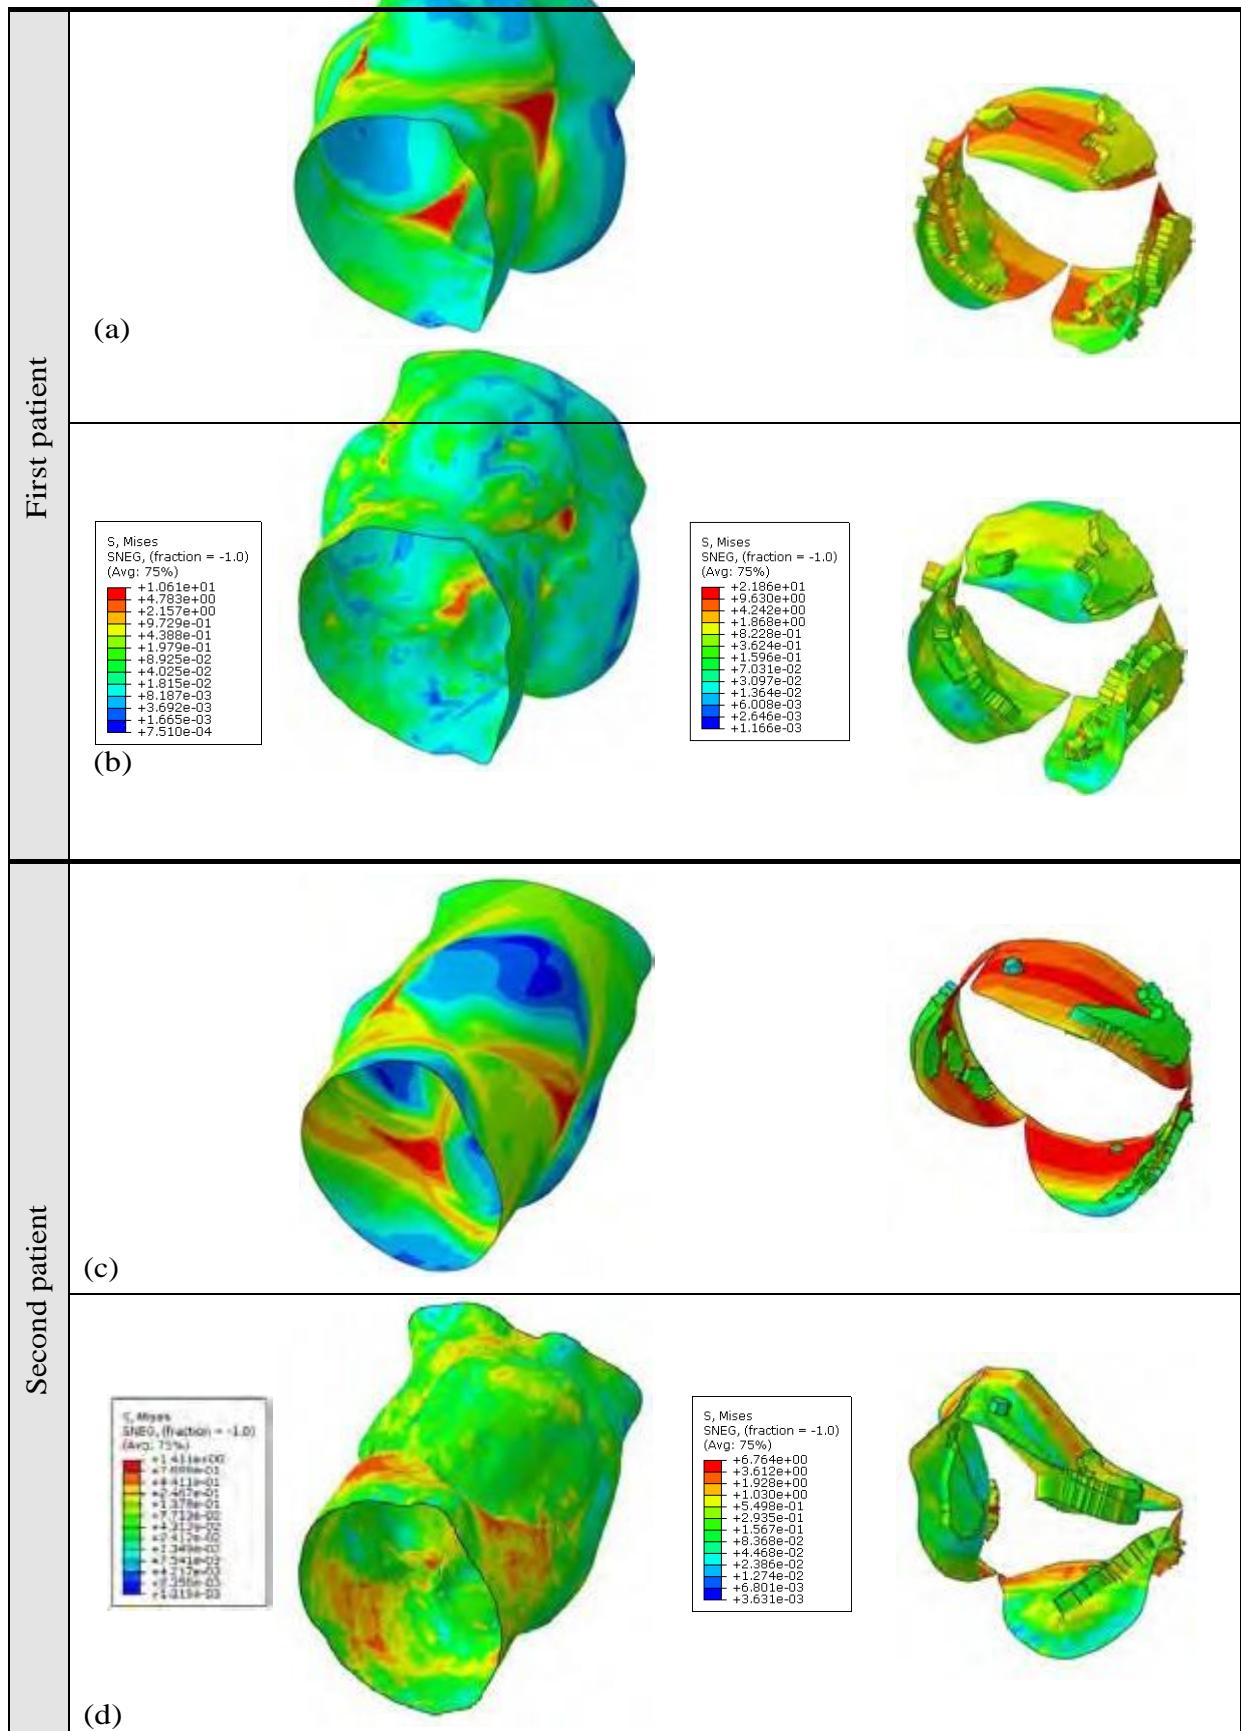 First patient
(a)
S, Mises
SNEG, (fraction = -1.0)
(Avg: 75%)
+1.061e+01
+4.783e+00
+2.157e+00
+9.729e-01
+4.388e-01
+1.979e-01
+8.925e-02
+4.025e-02
+1.815e-02
+8.187e-03
+3.692e-03
+1.665e-03
+7.510e-04
S, Mises
SNEG, (fraction = -1.0)
(Avg: 75%)
+2.186e+01
+9.630e+00
+4.242e+00
+1.868e+00
+8.228e-01
+3.624e-01
+1.596e-01
+7.031e-02
+3.097e-02
+1.364e-02
+6.008e-03
+2.646e-03
+1.166e-03
(b)
Second patient
(c)
S, Mises
SNEG, (fraction = -1.0)
(Avg: 75%)
S, Mises
SNEG, (fraction = -1.0)
(Avg: 75%)
+6.764e+00
+3.612e+00
+1.928e+00
+1.030e+00
+5.498e-01
+2.935e-01
+1.567e-01
+8.368e-02
+4.468e-02
+2.386e-02
+1.274e-02
+6.801e-03
+3.631e-03
(d)